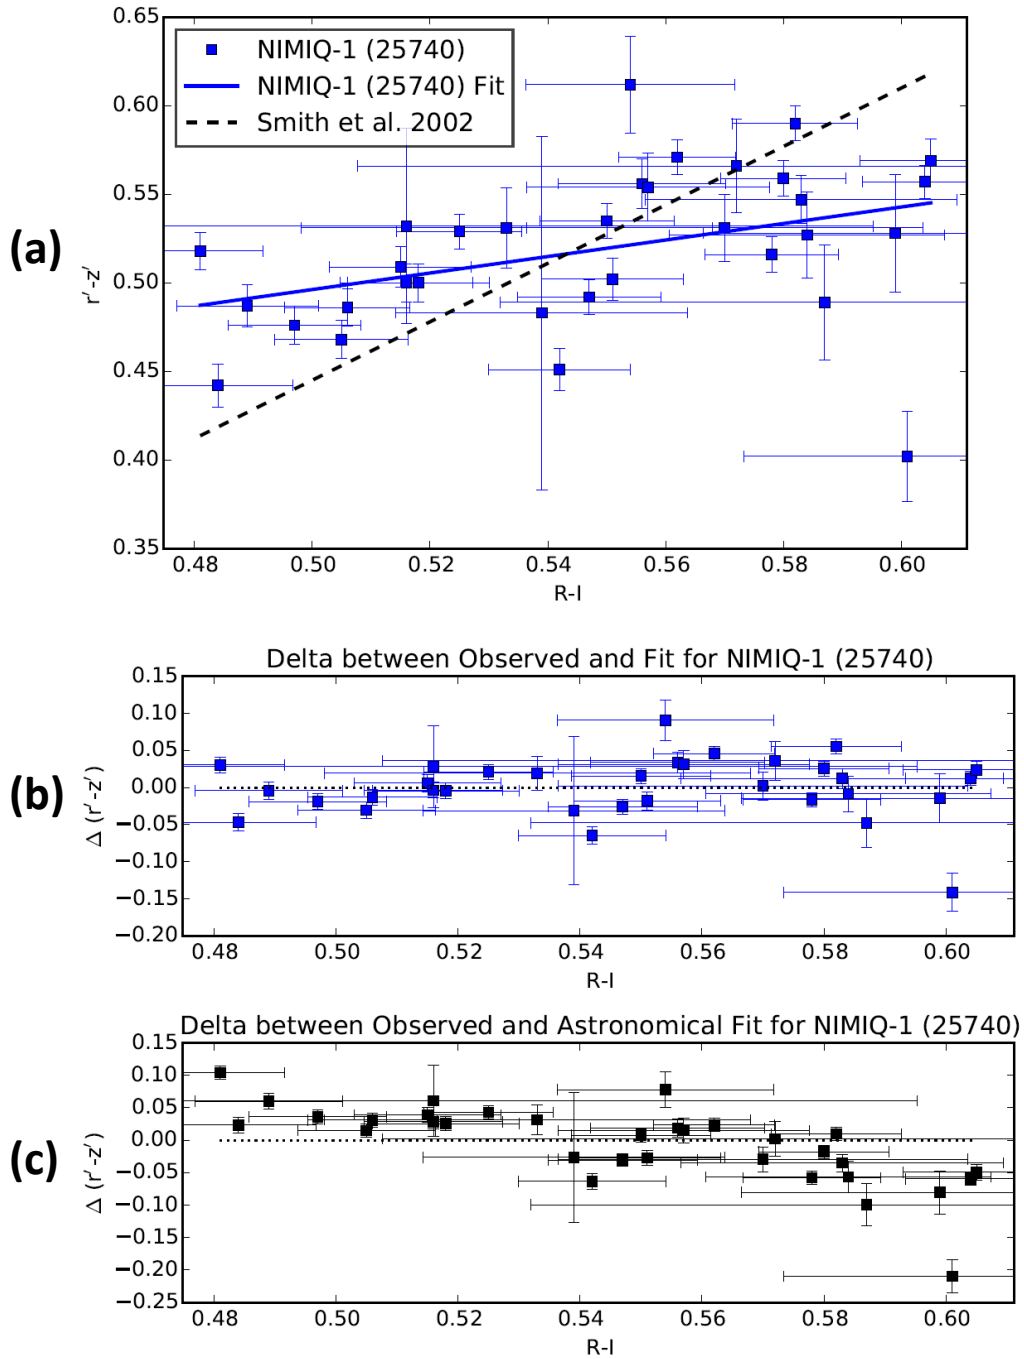 (a)
NIMIQ-1 (25740)
NIMIQ-1 (25740) Fit
Smith et al. 2002
r′-z′
0.65
0.60
0.55
0.50
0.45
0.40
0.35
0.48 0.50 0.52 0.54 0.56 0.58 0.60
R-I
(b)
Delta between Observed and Fit for NIMIQ-1 (25740)
Δ (r′-z′)
0.15
0.10
0.05
0.00
−0.05
−0.10
−0.15
−0.20
0.48 0.50 0.52 0.54 0.56 0.58 0.60
R-I
(c)
Delta between Observed and Astronomical Fit for NIMIQ-1 (25740)
Δ (r′-z′)
0.15
0.10
0.05
0.00
−0.05
−0.10
−0.15
−0.20
−0.25
0.48 0.50 0.52 0.54 0.56 0.58 0.60
R-I